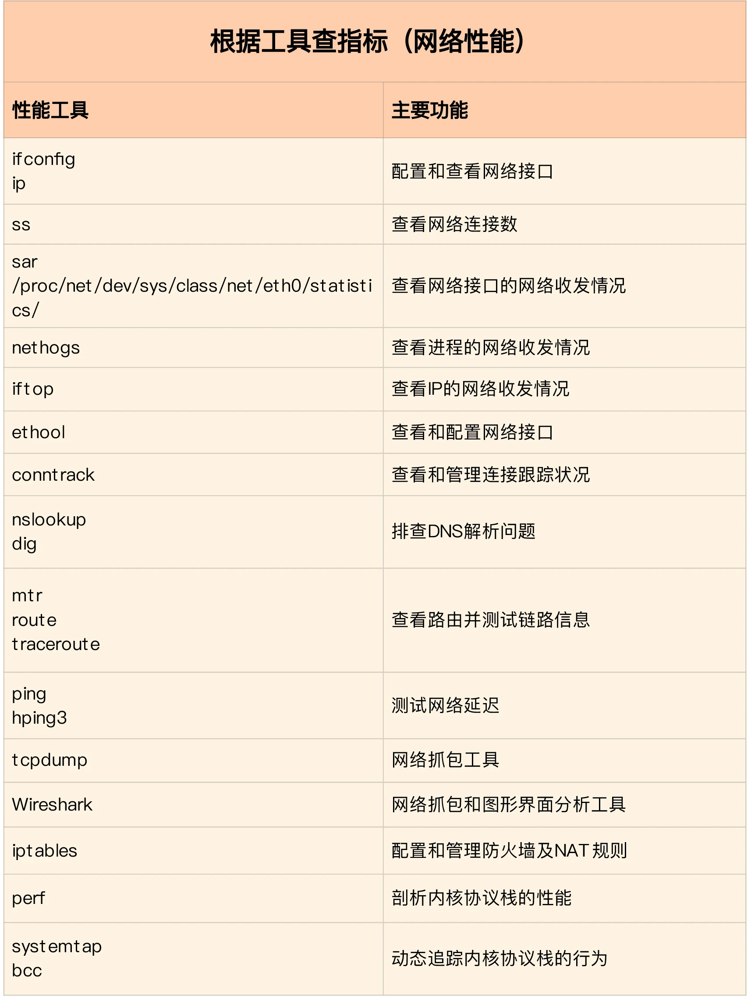 根据工具查指标（网络性能）
性能工具
主要功能
ifconfig
ip
配置和查看网络接口
ss
查看网络连接数
sar
/proc/net/dev/sys/class/net/eth0/statisti
cs/
查看网络接口的网络收发情况
nethogs
查看进程的网络收发情况
iftop
查看IP的网络收发情况
ethool
查看和配置网络接口
conntrack
查看和管理连接跟踪状况
nslookup
dig
排查DNS解析问题
mtr
route
traceroute
查看路由并测试链路信息
ping
hping3
测试网络延迟
tcpdump
网络抓包工具
Wireshark
网络抓包和图形界面分析工具
iptables
配置和管理防火墙及NAT规则
perf
剖析内核协议栈的性能
systemtap
bcc
动态追踪内核协议栈的行为